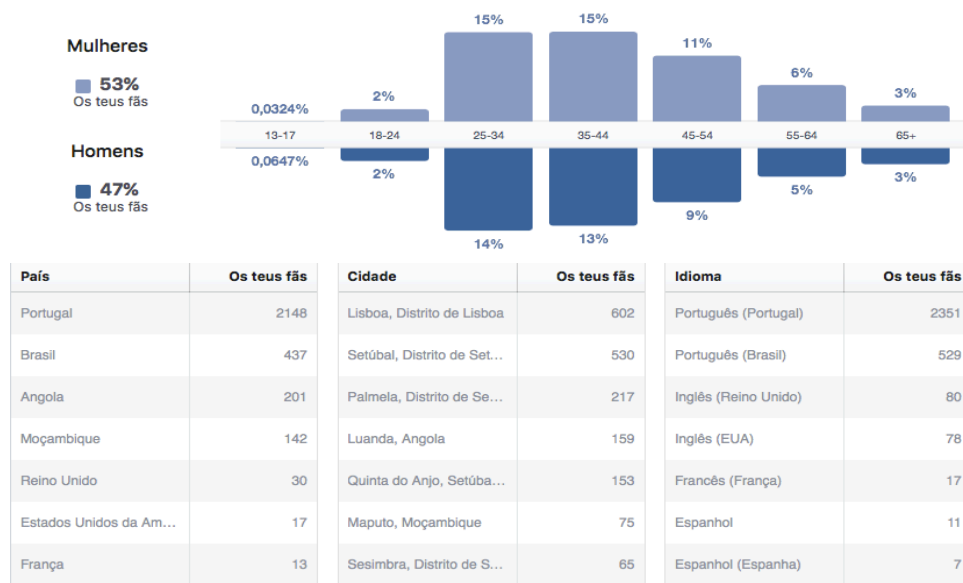 15% 15%
Mulheres
11%
53%
Os teus fãs
6%
2%
3%
0,0324%
13-17 18-24 25-34 35-44 45-54 55-64 65+
Homens
0,0647%
2%
3%
47%
5%
Os teus fãs
9%
14% 13%
País Os teus fãs Cidade Os teus fãs Idioma Os teus fãs
Portugal 2148 Lisboa, Distrito de Lisboa 602 Português (Portugal) 2351
Brasil 437 Setúbal, Distrito de Set... 530 Português (Brasil) 529
Angola 201 Palmela, Distrito de Se... 217 Inglês (Reino Unido) 80
Moçambique 142 Luanda, Angola 159 Inglês (EUA) 78
Reino Unido 30 Quinta do Anjo, Setúba... 153 Francês (França) 17
Estados Unidos da Am... 17 Maputo, Moçambique 75 Espanhol 11
França 13 Sesimbra, Distrito de S... 65 Espanhol (Espanha) 7